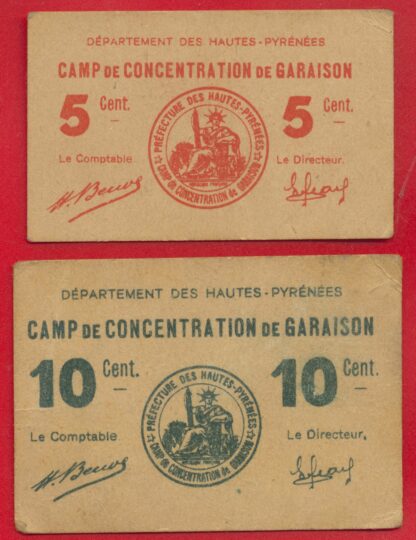 DÉPARTEMENT DES HAUTES-PYRÉNÉES
CAMP DE CONCENTRATION DE GARAISON
5 Cent. 5 Cent.
PRÉFECTURE DES HAUTES-PYRÉNÉES
CAMP DE CONCENTRATION de GARAISON
Le Comptable Le Directeur.
DÉPARTEMENT DES HAUTES-PYRÉNÉES
CAMP DE CONCENTRATION DE GARAISON
10 Cent. 10 Cent.
PRÉFECTURE DES HAUTES-PYRÉNÉES
CAMP DE CONCENTRATION de GARAISON
Le Comptable Le Directeur.